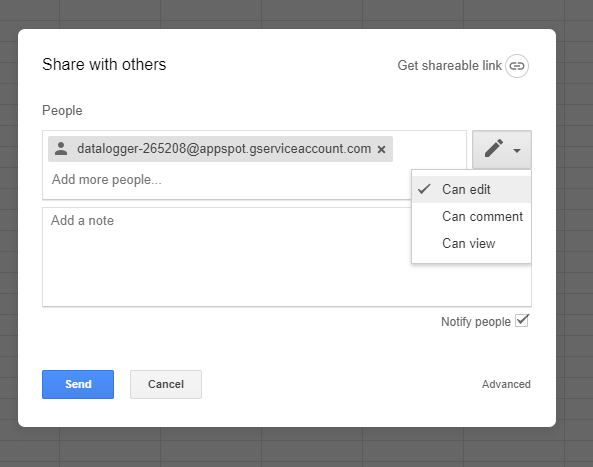 Share with others
Get shareable link
People
datalogger-265208@appspot.gserviceaccount.com
Add more people...
Can edit
Can comment
Can view
Add a note
Notify people
Send
Cancel
Advanced